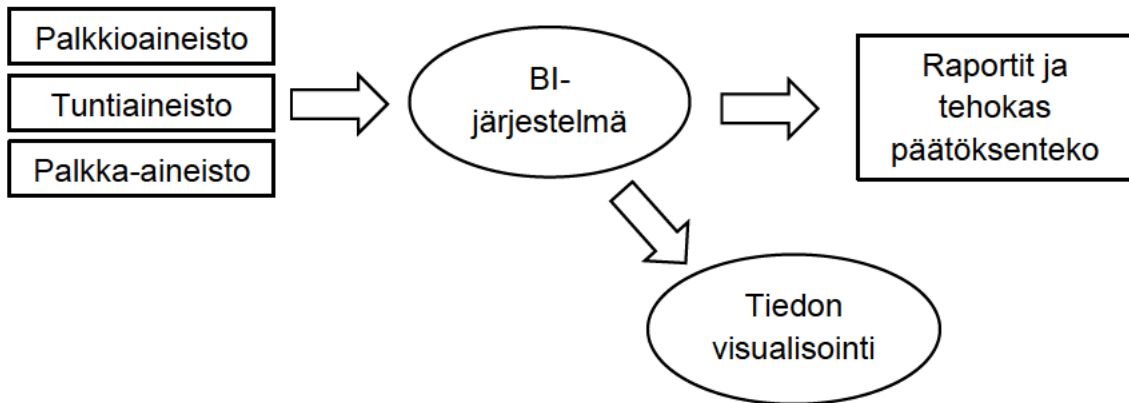 Palkkioaineisto
Tuntiaineisto
Palkka-aineisto
BI-
järjestelmä
Raportit ja
tehokas
päätöksenteko
Tiedon
visualisointi